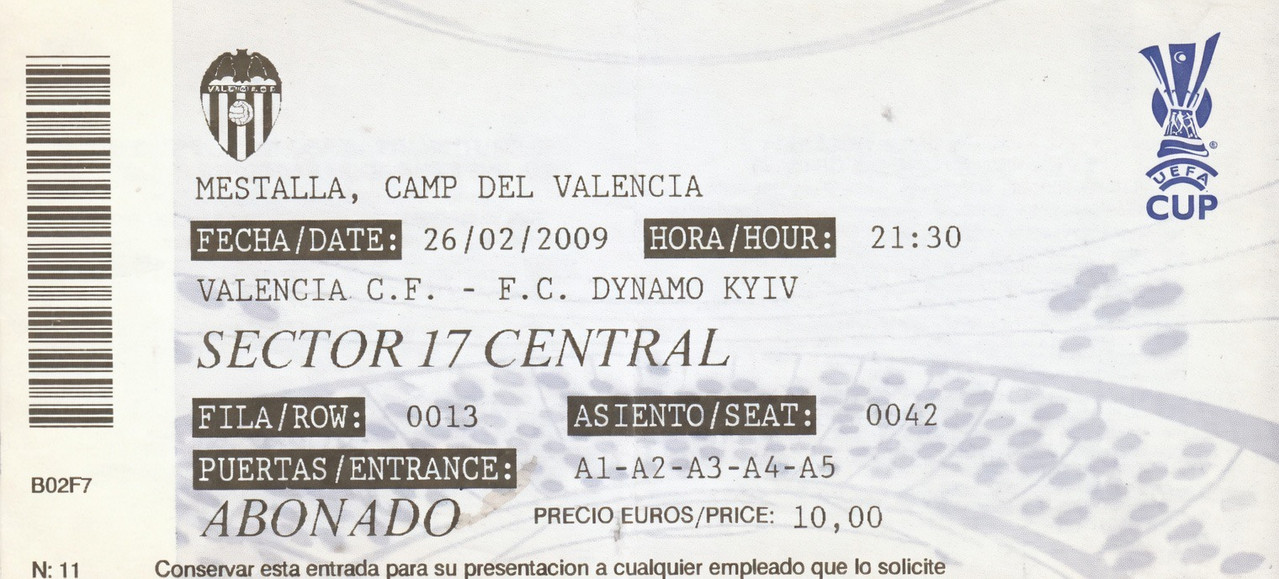 VALENCIA C.F.
MESTALLA, CAMP DEL VALENCIA
FECHA/DATE: 26/02/2009 HORA/HOUR: 21:30
VALENCIA C.F. - F.C. DYNAMO KYIV
SECTOR 17 CENTRAL
FILA/ROW: 0013 ASIENTO/SEAT: 0042
PUERTAS/ENTRANCE: A1-A2-A3-A4-A5
ABONADO PRECIO EUROS/PRICE: 10,00
Conservar esta entrada para su presentacion a cualquier empleado que lo solicite
B02F7
N: 11
®
UEFA
CUP